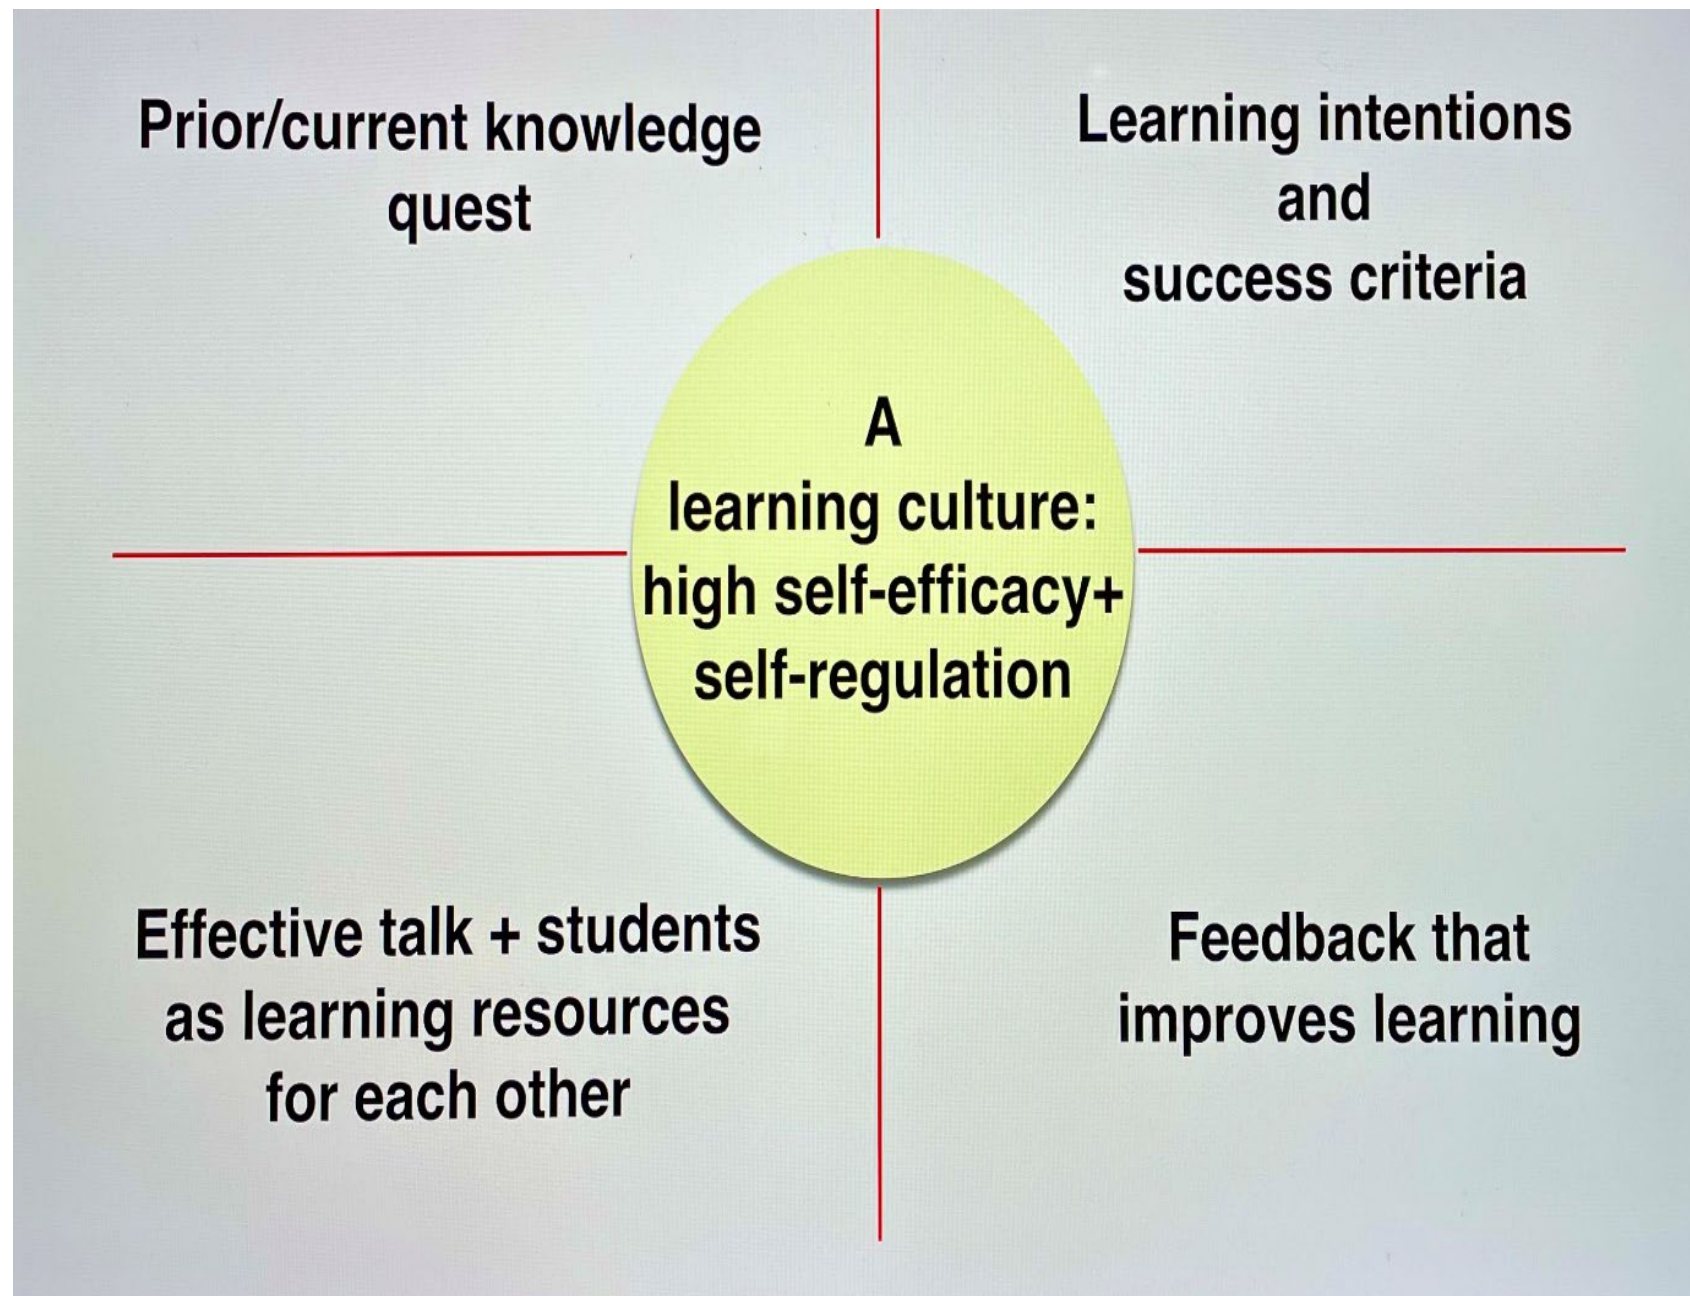 Prior/current knowledge
quest
Learning intentions
and
success criteria
A
learning culture:
high self-efficacy+
self-regulation
Effective talk + students
as learning resources
for each other
Feedback that
improves learning